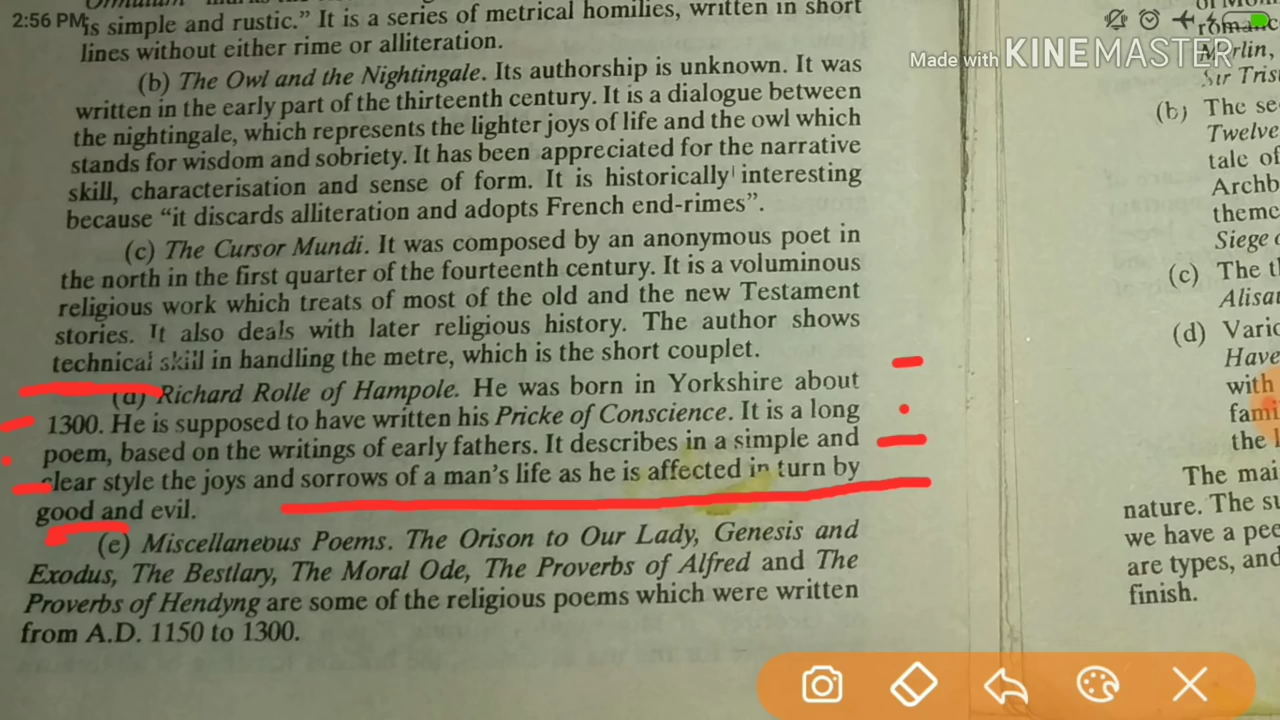 2:56 PM
is simple and rustic.” It is a series of metrical homilies, written in short
lines without either rime or alliteration.
(b) The Owl and the Nightingale. Its authorship is unknown. It was
written in the early part of the thirteenth century. It is a dialogue between
the nightingale, which represents the lighter joys of life and the owl which
stands for wisdom and sobriety. It has been appreciated for the narrative
skill, characterisation and sense of form. It is historically interesting
because “it discards alliteration and adopts French end-rimes”.
(c) The Cursor Mundi. It was composed by an anonymous poet in
the north in the first quarter of the fourteenth century. It is a voluminous
religious work which treats of most of the old and the new Testament
stories. It also deals with later religious history. The author shows
technical skill in handling the metre, which is the short couplet.
(d) Richard Rolle of Hampole. He was born in Yorkshire about
1300. He is supposed to have written his Pricke of Conscience. It is a long
poem, based on the writings of early fathers. It describes in a simple and
clear style the joys and sorrows of a man’s life as he is affected in turn by
good and evil.
(e) Miscellaneous Poems. The Orison to Our Lady, Genesis and
Exodus, The Bestlary, The Moral Ode, The Proverbs of Alfred and The
Proverbs of Hendyng are some of the religious poems which were written
from A.D. 1150 to 1300.
Made with KINEMASTER
romanc
Merlin,
Sir Trist
(b) The se
Twelve
tale of
Archb
theme
Siege
(c) The t
Alisa
(d) Vario
Have
with
fami
the
The mai
nature. The su
we have a pee
are types, and
finish.